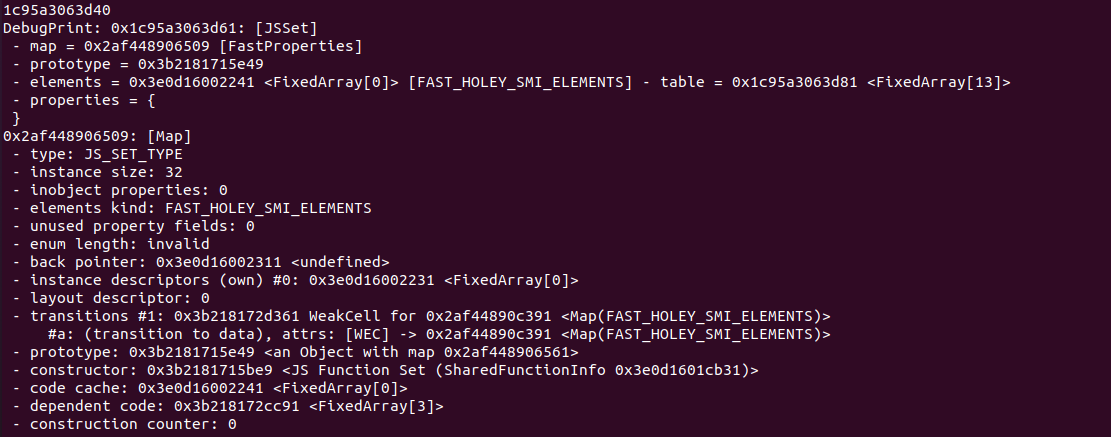 1c95a3063d40
DebugPrint: 0x1c95a3063d61: [JSSet]
 - map = 0x2af448906509 [FastProperties]
 - prototype = 0x3b2181715e49
 - elements = 0x3e0d16002241 <FixedArray[0]> [FAST_HOLEY_SMI_ELEMENTS] - table = 0x1c95a3063d81 <FixedArray[13]>
 - properties = {
 }
0x2af448906509: [Map]
 - type: JS_SET_TYPE
 - instance size: 32
 - inobject properties: 0
 - elements kind: FAST_HOLEY_SMI_ELEMENTS
 - unused property fields: 0
 - enum length: invalid
 - back pointer: 0x3e0d16002311 <undefined>
 - instance descriptors (own) #0: 0x3e0d16002231 <FixedArray[0]>
 - layout descriptor: 0
 - transitions #1: 0x3b218172d361 WeakCell for 0x2af44890c391 <Map(FAST_HOLEY_SMI_ELEMENTS)>
     #a: (transition to data), attrs: [WEC] -> 0x2af44890c391 <Map(FAST_HOLEY_SMI_ELEMENTS)>
 - prototype: 0x3b2181715e49 <an Object with map 0x2af448906561>
 - constructor: 0x3b2181715be9 <JS Function Set (SharedFunctionInfo 0x3e0d1601cb31)>
 - code cache: 0x3e0d16002241 <FixedArray[0]>
 - dependent code: 0x3b218172cc91 <FixedArray[3]>
 - construction counter: 0